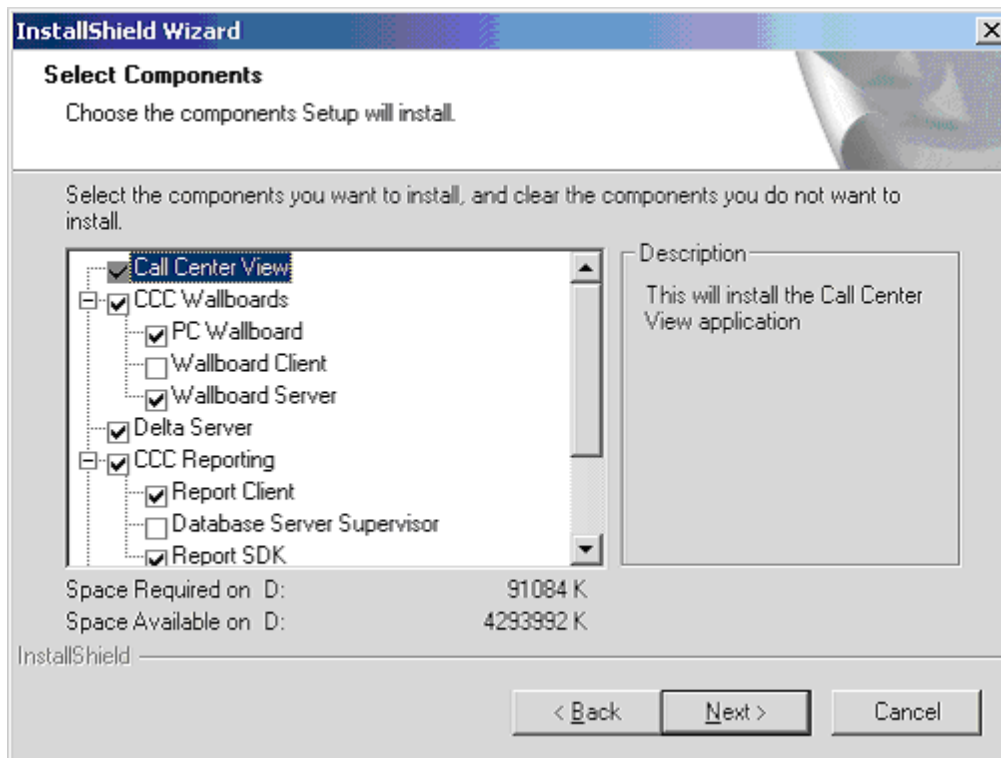 InstallShield Wizard
Select Components
Choose the components Setup will install.
Select the components you want to install, and clear the components you do not want to
install.
Call Center View
CCC Wallboards
PC Wallboard
Wallboard Client
Wallboard Server
Delta Server
CCC Reporting
Report Client
Database Server Supervisor
Report SDK
Description
This will install the Call Center
View application
Space Required on D: 91084 K
Space Available on D: 4293992 K
InstallShield
< Back Next > Cancel